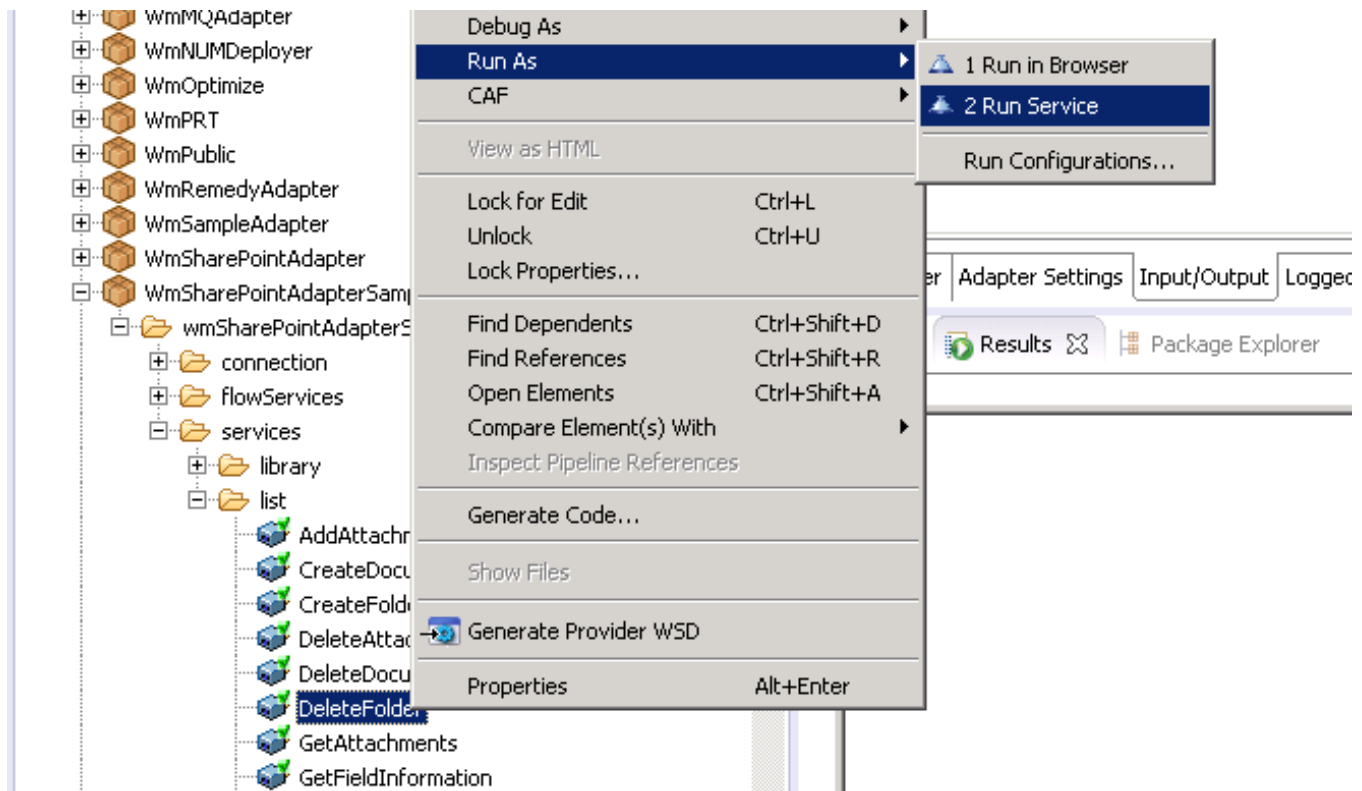 WmMQAdapter
WmNUMDeployer
WmOptimize
WmPRT
WmPublic
WmRemedyAdapter
WmSampleAdapter
WmSharePointAdapter
WmSharePointAdapterSam
wmSharePointAdapterS
connection
flowServices
services
library
list
AddAttachr
CreateDocu
CreateFold
DeleteAttac
DeleteDocu
DeleteFolder
GetAttachments
GetFieldInformation
Debug As
Run As
CAF
View as HTML
Lock for Edit Ctrl+L
Unlock Ctrl+U
Lock Properties...
Find Dependents Ctrl+Shift+D
Find References Ctrl+Shift+R
Open Elements Ctrl+Shift+A
Compare Element(s) With
Inspect Pipeline References
Generate Code...
Show Files
Generate Provider WSD
Properties Alt+Enter
1 Run in Browser
2 Run Service
Run Configurations...
er Adapter Settings Input/Output Logged
Results Package Explorer